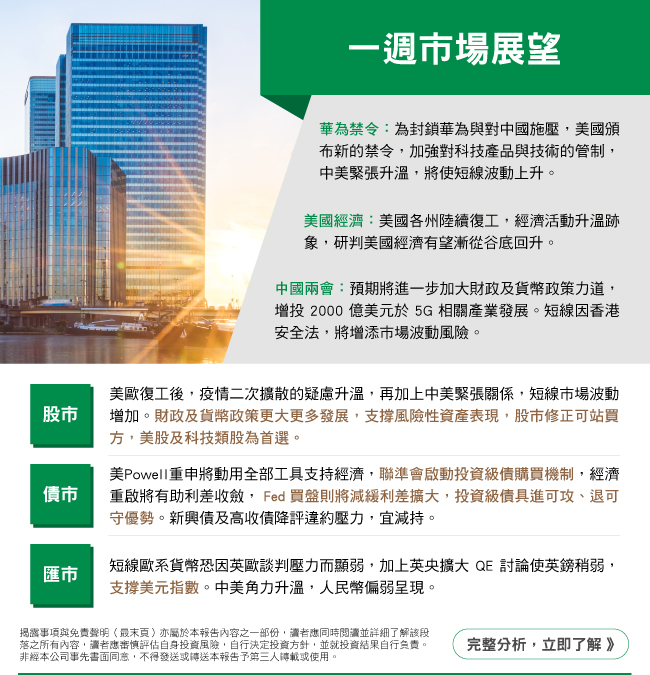 一週市場展望
華為禁令：為封鎖華為與對中國施壓，美國頒
布新的禁令，加強對科技產品與技術的管制，
中美緊張升溫，將使短線波動上升。
美國經濟：美國各州陸續復工，經濟活動升溫跡
象，研判美國經濟有望漸從谷底回升。
中國兩會：預期將進一步加大財政及貨幣政策力道，
增投 2000 億美元於 5G 相關產業發展。短線因香港
安全法，將增添市場波動風險。
股市
美歐復工後，疫情二次擴散的疑慮升溫，再加上中美緊張關係，短線市場波動
增加。財政及貨幣政策更大更多發展，支撐風險性資產表現，股市修正可站買
方，美股及科技類股為首選。
債市
美Powell重申將動用全部工具支持經濟，聯準會啟動投資級債購買機制，經濟
重啟將有助利差收斂， Fed 買盤則將減緩利差擴大，投資級債具進可攻、退可
守優勢。新興債及高收債降評違約壓力，宜減持。
匯市
短線歐系貨幣恐因英歐談判壓力而顯弱，加上英央擴大 QE 討論使英鎊稍弱，
支撐美元指數。中美角力升溫，人民幣偏弱呈現。
揭露事項與免責聲明（最末頁）亦屬於本報告內容之一部份，讀者應同時閱讀並詳細了解該段
落之所有內容，讀者應審慎評估自身投資風險，自行決定投資方針，並就投資結果自行負責。
非經本公司事先書面同意，不得發送或轉送本報告予第三人轉載或使用。
完整分析，立即了解 》